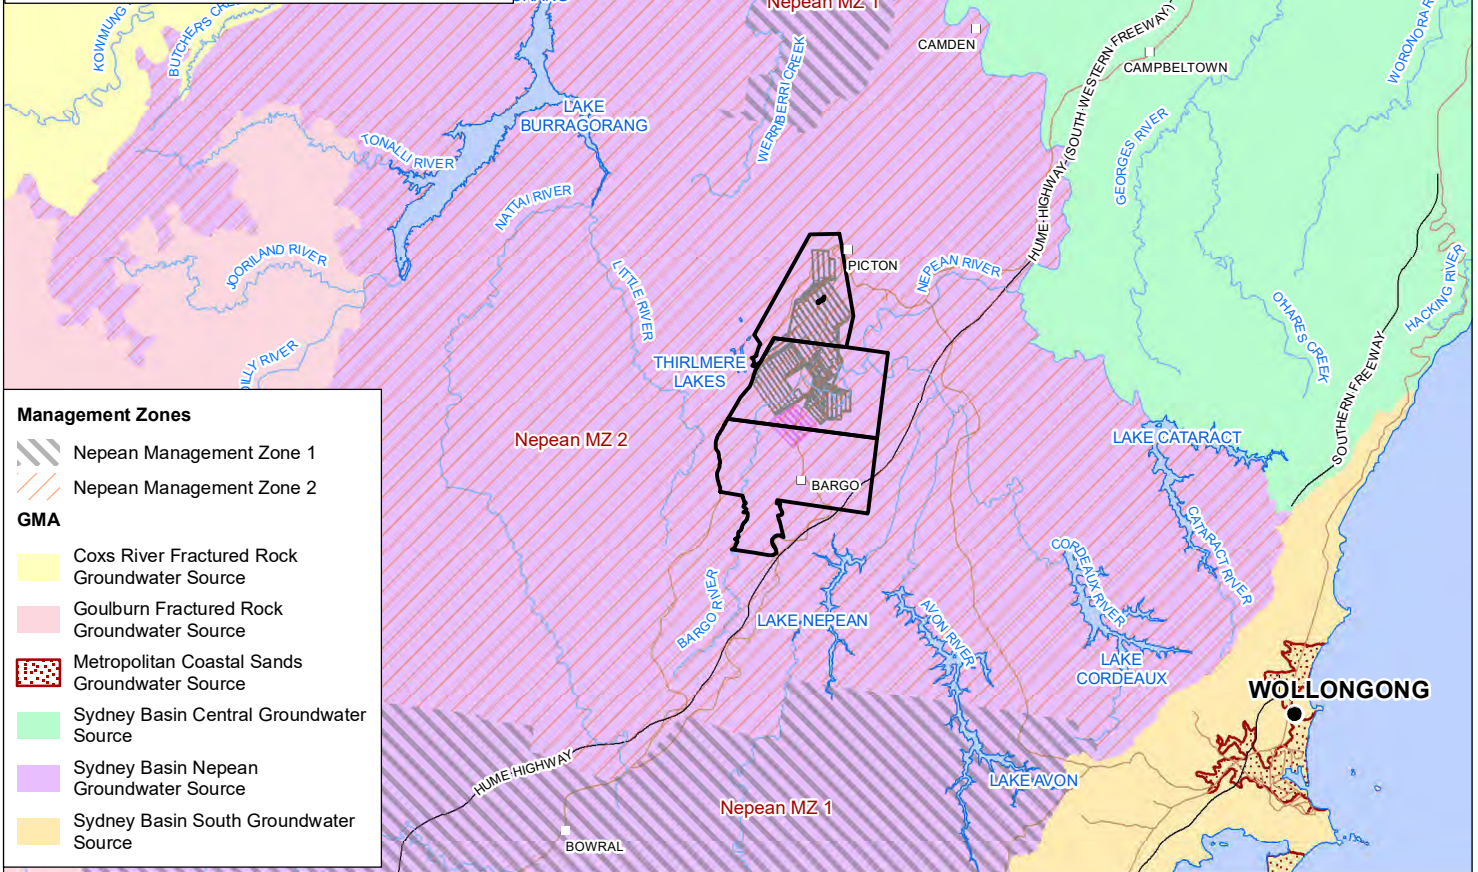 Nepean MZ 1
KOWMUNG
BUTCHERS
CAMDEN
CAMPBELTOWN
HUME HIGHWAY (SOUTH WESTERN FREEWAY)
WORONORA
WERRIBERRI CREEK
LAKE
BURRAGORANG
TONALLI RIVER
GEORGES RIVER
NATTAI RIVER
JOORILAND RIVER
LITTLE RIVER
PICTON
NEPEAN RIVER
HACKING RIVER
O'HARES CREEK
SOUTHERN FREEWAY
THIRLMERE
LAKES
Nepean MZ 2
LAKE CATARACT
BARGO
CATARACT RIVER
CORDEAUX RIVER
BARGO RIVER
LAKE NEPEAN
AVON RIVER
LAKE
CORDEAUX
WOLLONGONG
HUME HIGHWAY
LAKE AVON
Nepean MZ 1
BOWRAL
Management Zones
Nepean Management Zone 1
Nepean Management Zone 2
GMA
Coxs River Fractured Rock
Groundwater Source
Goulburn Fractured Rock
Groundwater Source
Metropolitan Coastal Sands
Groundwater Source
Sydney Basin Central Groundwater
Source
Sydney Basin Nepean
Groundwater Source
Sydney Basin South Groundwater
Source